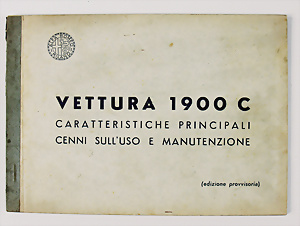 VETTURA 1900 C
CARATTERISTICHE PRINCIPALI
CENNI SULL'USO E MANUTENZIONE
(edizione provvisoria)